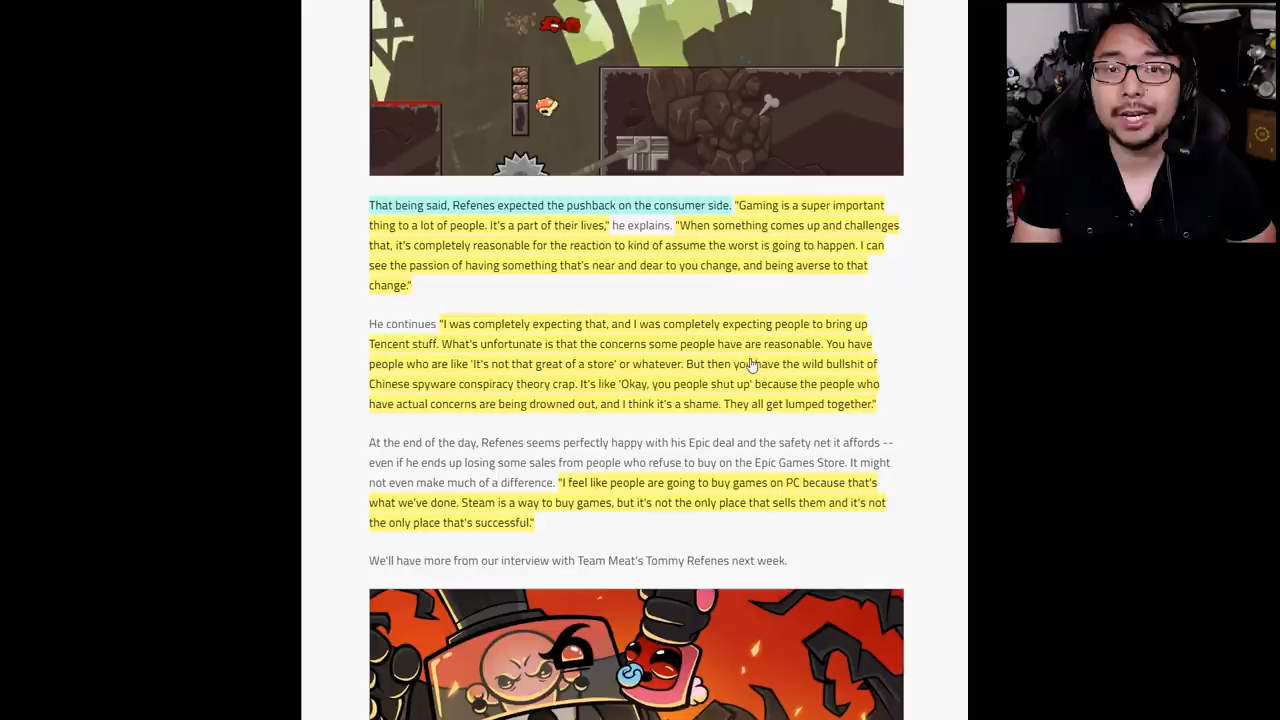 That being said, Refenes expected the pushback on the consumer side. "Gaming is a super important
thing to a lot of people. It's a part of their lives," he explains. "When something comes up and challenges
that, it's completely reasonable for the reaction to kind of assume the worst is going to happen. I can
see the passion of having something that's near and dear to you change, and being averse to that
change."
He continues "I was completely expecting that, and I was completely expecting people to bring up
Tencent stuff. What's unfortunate is that the concerns some people have are reasonable. You have
people who are like 'It's not that great of a store' or whatever. But then you have the wild bullshit of
Chinese spyware conspiracy theory crap. It's like 'Okay, you people shut up' because the people who
have actual concerns are being drowned out, and I think it's a shame. They all get lumped together."
At the end of the day, Refenes seems perfectly happy with his Epic deal and the safety net it affords --
even if he ends up losing some sales from people who refuse to buy on the Epic Games Store. It might
not even make much of a difference. "I feel like people are going to buy games on PC because that's
what we've done. Steam is a way to buy games, but it's not the only place that sells them and it's not
the only place that's successful."
We'll have more from our interview with Team Meat's Tommy Refenes next week.